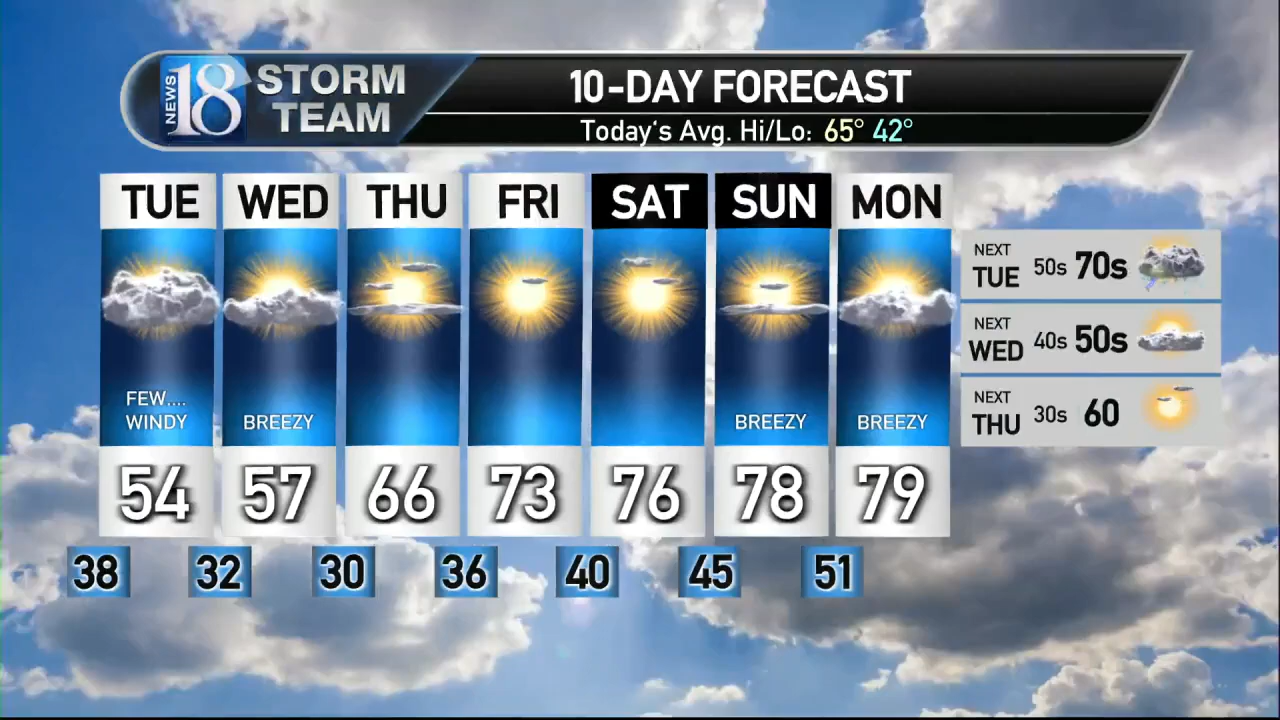 NEWS 18 STORM TEAM
10-DAY FORECAST
Today's Avg. Hi/Lo: 65° 42°
TUE WED THU FRI SAT SUN MON
FEW....
WINDY BREEZY BREEZY BREEZY
54 57 66 73 76 78 79
38 32 30 36 40 45 51
NEXT
TUE 50s 70s
NEXT
WED 40s 50s
NEXT
THU 30s 60